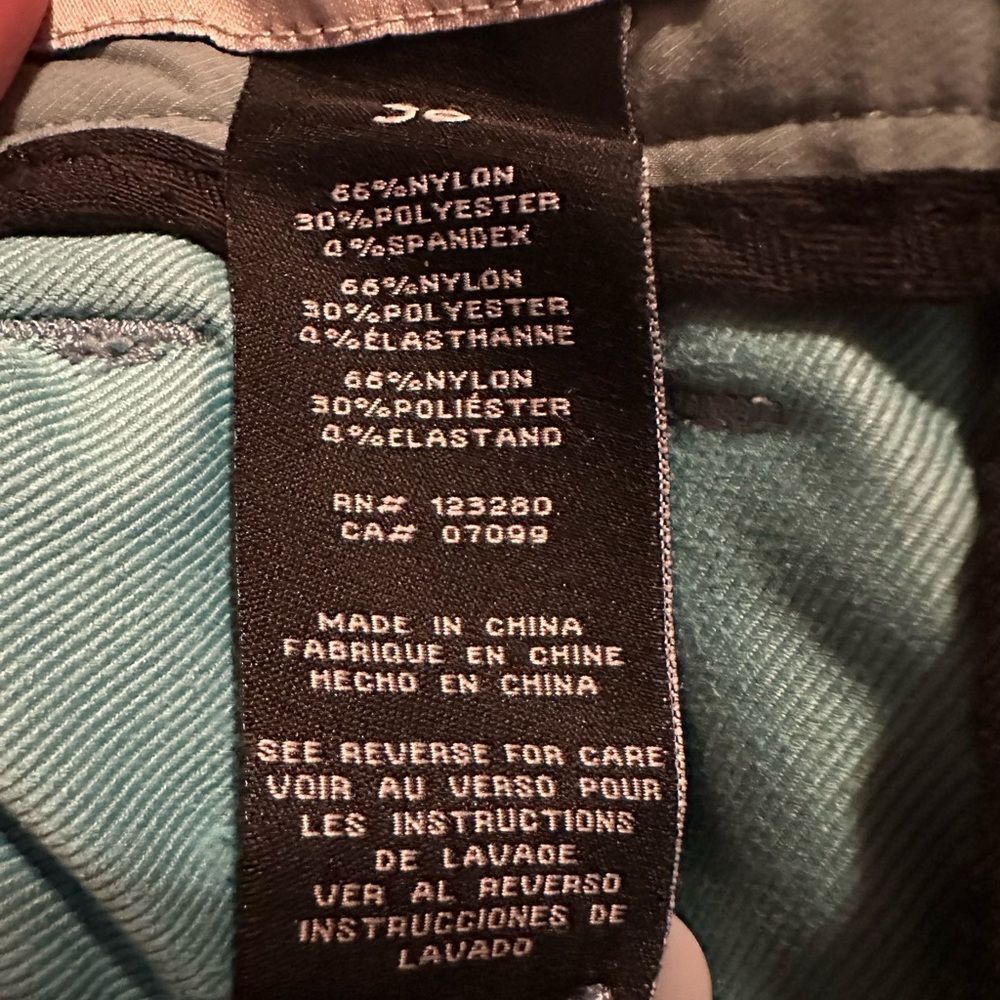 66%NYLON
30%POLYESTER
4%SPANDEX
66%NYLON
30%POLYESTER
4%ÉLASTHANNE
66%NYLON
30%POLIÉSTER
4%ELASTANO
RN# 123280
CA# 07099
MADE IN CHINA
FABRIQUE EN CHINE
HECHO EN CHINA
SEE REVERSE FOR CARE
VOIR AU VERSO POUR
LES INSTRUCTIONS
DE LAVAGE
VER AL REVERSO
INSTRUCCIONES DE
LAVADO